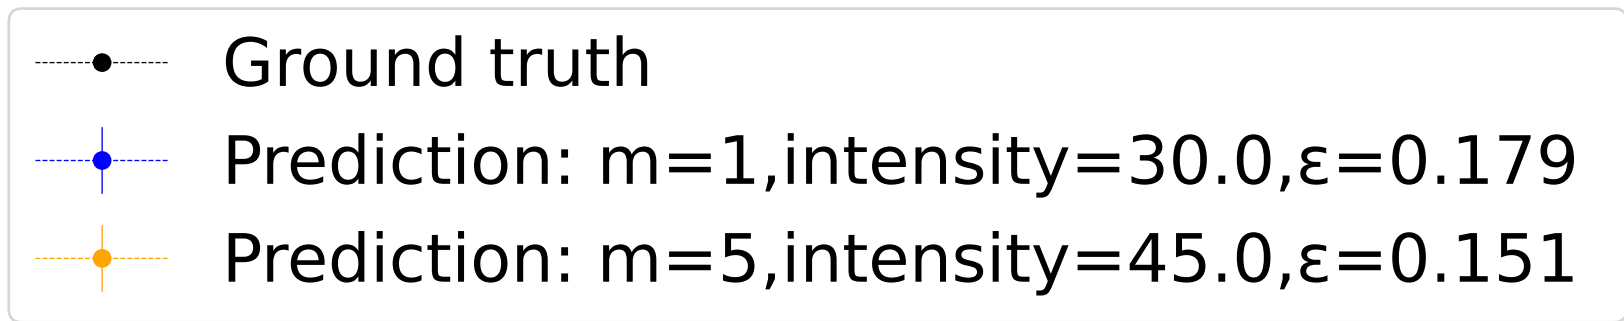 Ground truth
Prediction: m=1,intensity=30.0,ε=0.179
Prediction: m=5,intensity=45.0,ε=0.151